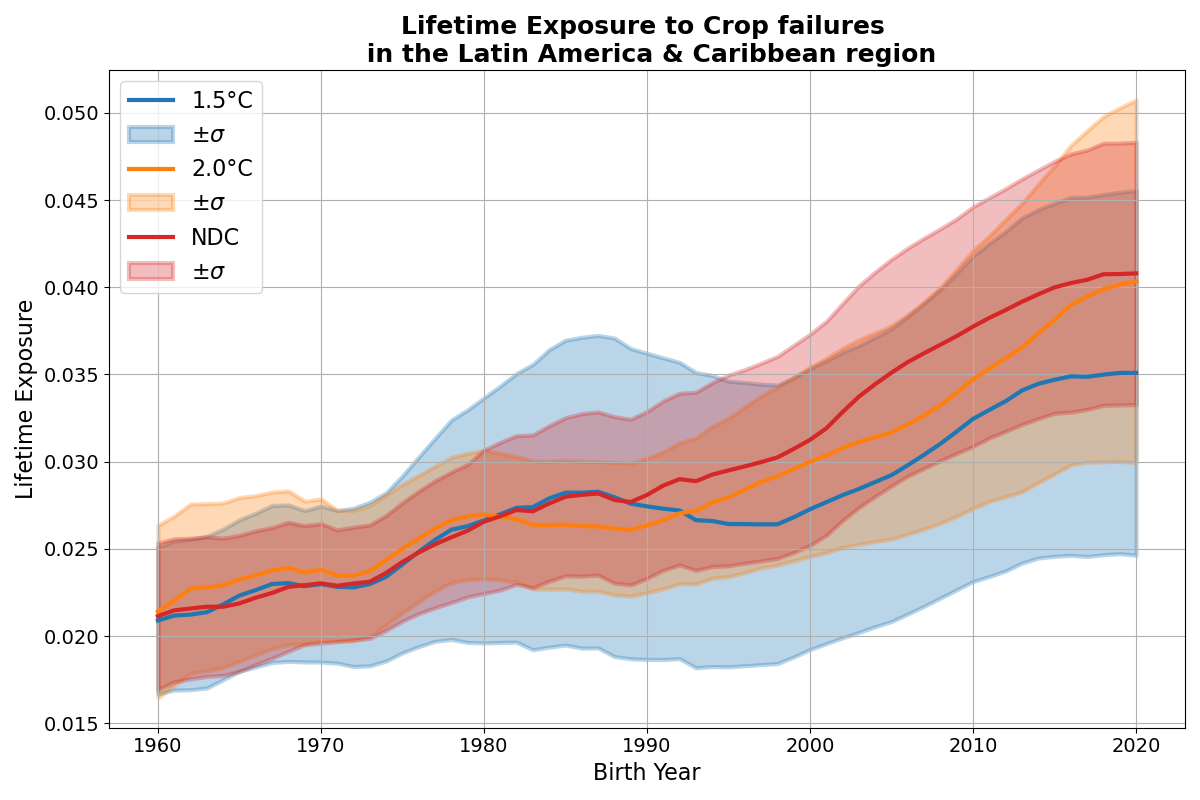 Lifetime Exposure to Crop failures
in the Latin America & Caribbean region
Lifetime Exposure
0.050
0.045
0.040
0.035
0.030
0.025
0.020
0.015
1.5°C
±σ
2.0°C
±σ
NDC
±σ
1960
1970
1980
1990
2000
2010
2020
Birth Year